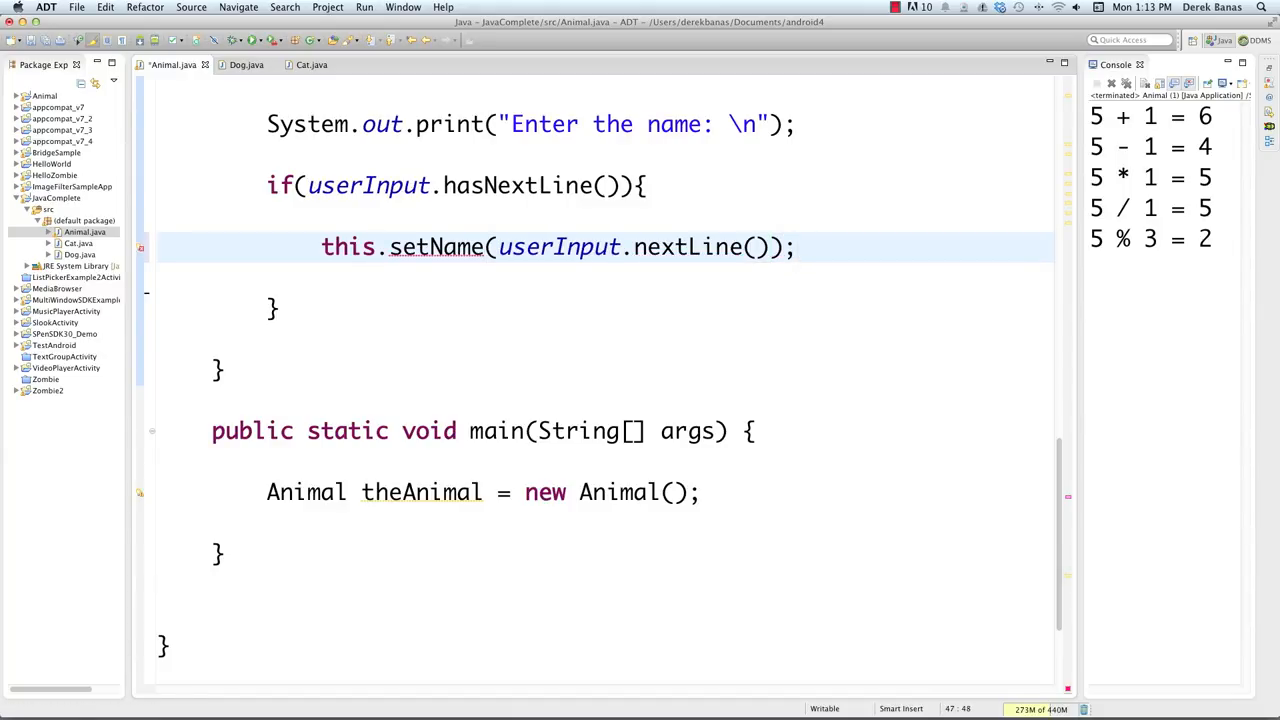 ADT File Edit Refactor Source Navigate Search Project Run Window Help 10 Mon 1:13 PM Derek Banas
Java - JavaComplete/src/Animal.java - ADT - /Users/derekbanas/Documents/android4
Quick Access Java DDMS
Package Exp
Animal
appcompat_v7
appcompat_v7_2
appcompat_v7_3
appcompat_v7_4
BridgeSample
HelloWorld
HelloZombie
ImageFilterSampleApp
JavaComplete
src
(default package)
Animal.java
Cat.java
Dog.java
JRE System Library [
ListPickerExample2Activi
MediaBrowser
MultiWindowSDKExample
MusicPlayerActivity
SlookActivity
SPenSDK30_Demo
TestAndroid
TextGroupActivity
VideoPlayerActivity
Zombie
Zombie2
*Animal.java Dog.java Cat.java
System.out.print("Enter the name: \n");
if(userInput.hasNextLine()){
this.setName(userInput.nextLine());
}
}
public static void main(String[] args) {
Animal theAnimal = new Animal();
}
}
Console
<terminated> Animal (1) [Java Application] /S
5 + 1 = 6
5 - 1 = 4
5 * 1 = 5
5 / 1 = 5
5 % 3 = 2
Writable Smart Insert 47 : 48 273M of 440M